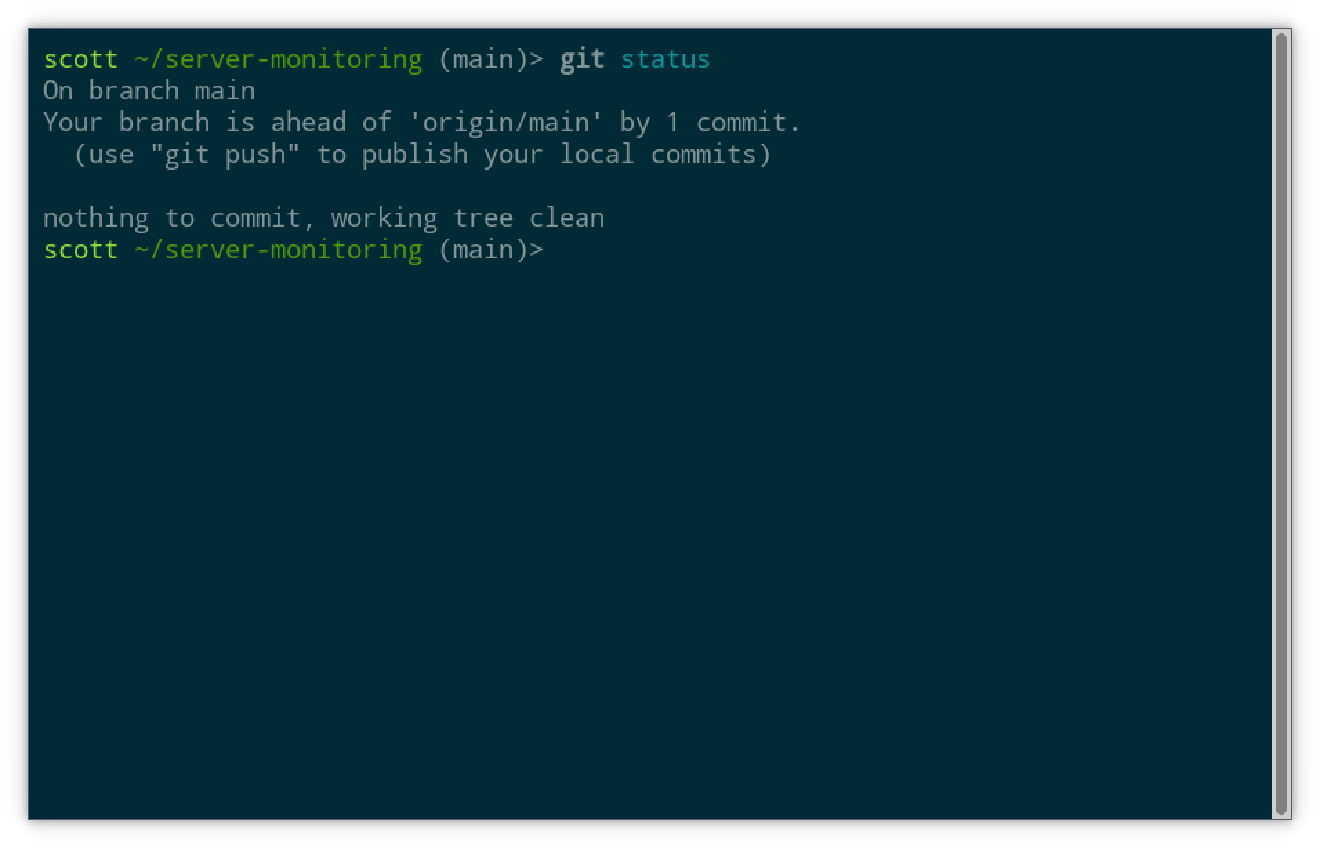 scott ~/server-monitoring (main)> git status
On branch main
Your branch is ahead of 'origin/main' by 1 commit.
  (use "git push" to publish your local commits)

nothing to commit, working tree clean
scott ~/server-monitoring (main)>